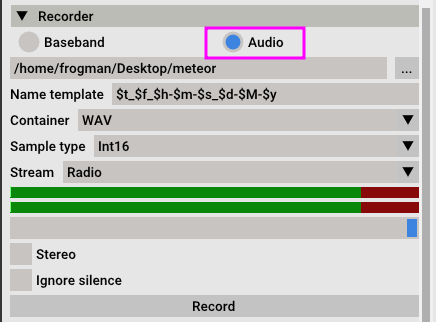 ▼ Recorder
Baseband Audio
/home/frogman/Desktop/meteor ...
Name template $t_$f_$h-$m-$s_$d-$M-$y
Container WAV ▼
Sample type Int16 ▼
Stream Radio ▼
Stereo
Ignore silence
Record